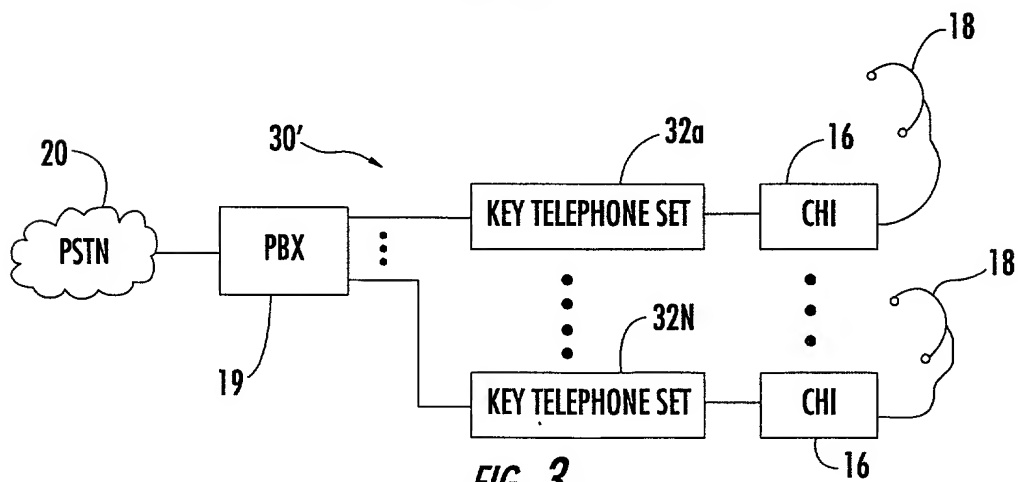 18
20
30'
32a
16
PSTN
PBX
KEY TELEPHONE SET
CHI
18
19
32N
KEY TELEPHONE SET
CHI
16
FIG. 3